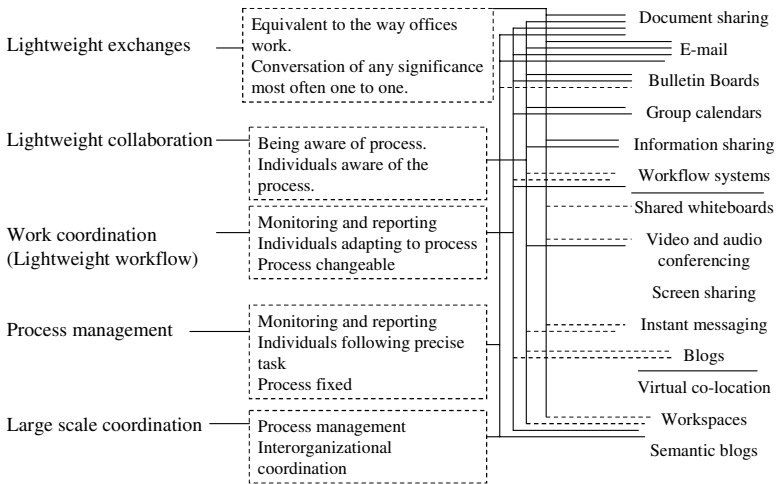 Lightweight exchanges
Equivalent to the way offices
work.
Conversation of any significance
most often one to one.
Lightweight collaboration
Being aware of process.
Individuals aware of the
process.
Work coordination
(Lightweight workflow)
Monitoring and reporting
Individuals adapting to process
Process changeable
Process management
Monitoring and reporting
Individuals following precise
task
Process fixed
Large scale coordination
Process management
Interorganizational
coordination
Document sharing
E-mail
Bulletin Boards
Group calendars
Information sharing
Workflow systems
Shared whiteboards
Video and audio
conferencing
Screen sharing
Instant messaging
Blogs
Virtual co-location
Workspaces
Semantic blogs